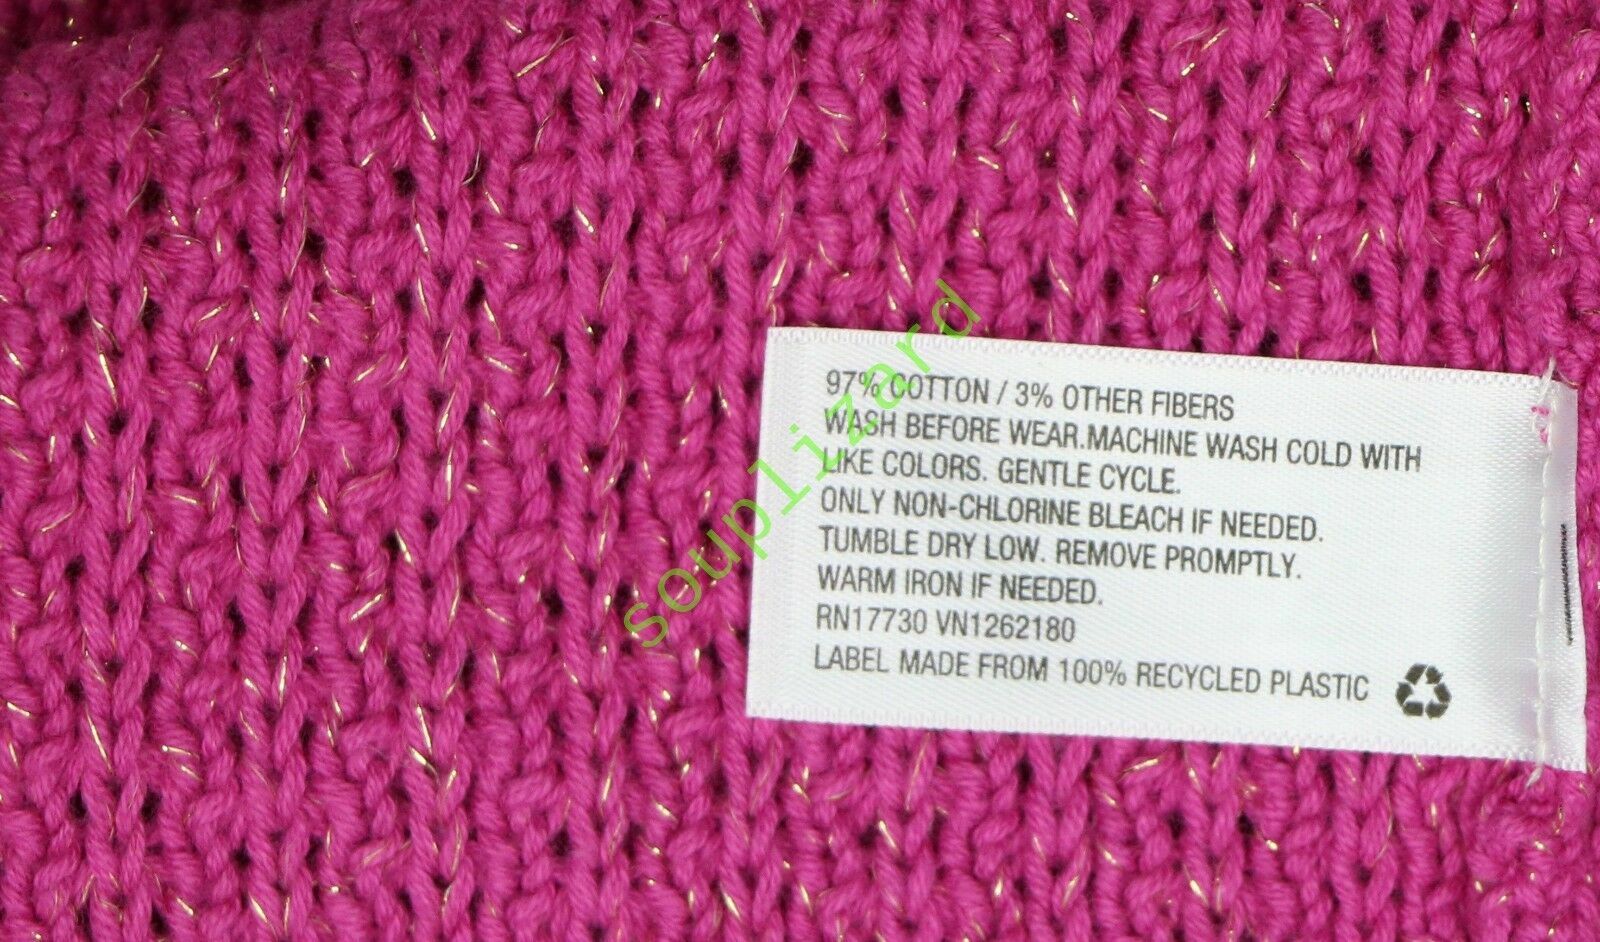 97% COTTON / 3% OTHER FIBERS
WASH BEFORE WEAR.MACHINE WASH COLD WITH
LIKE COLORS. GENTLE CYCLE.
ONLY NON-CHLORINE BLEACH IF NEEDED.
TUMBLE DRY LOW. REMOVE PROMPTLY.
WARM IRON IF NEEDED.
RN17730 VN1262180
LABEL MADE FROM 100% RECYCLED PLASTIC
souplizard